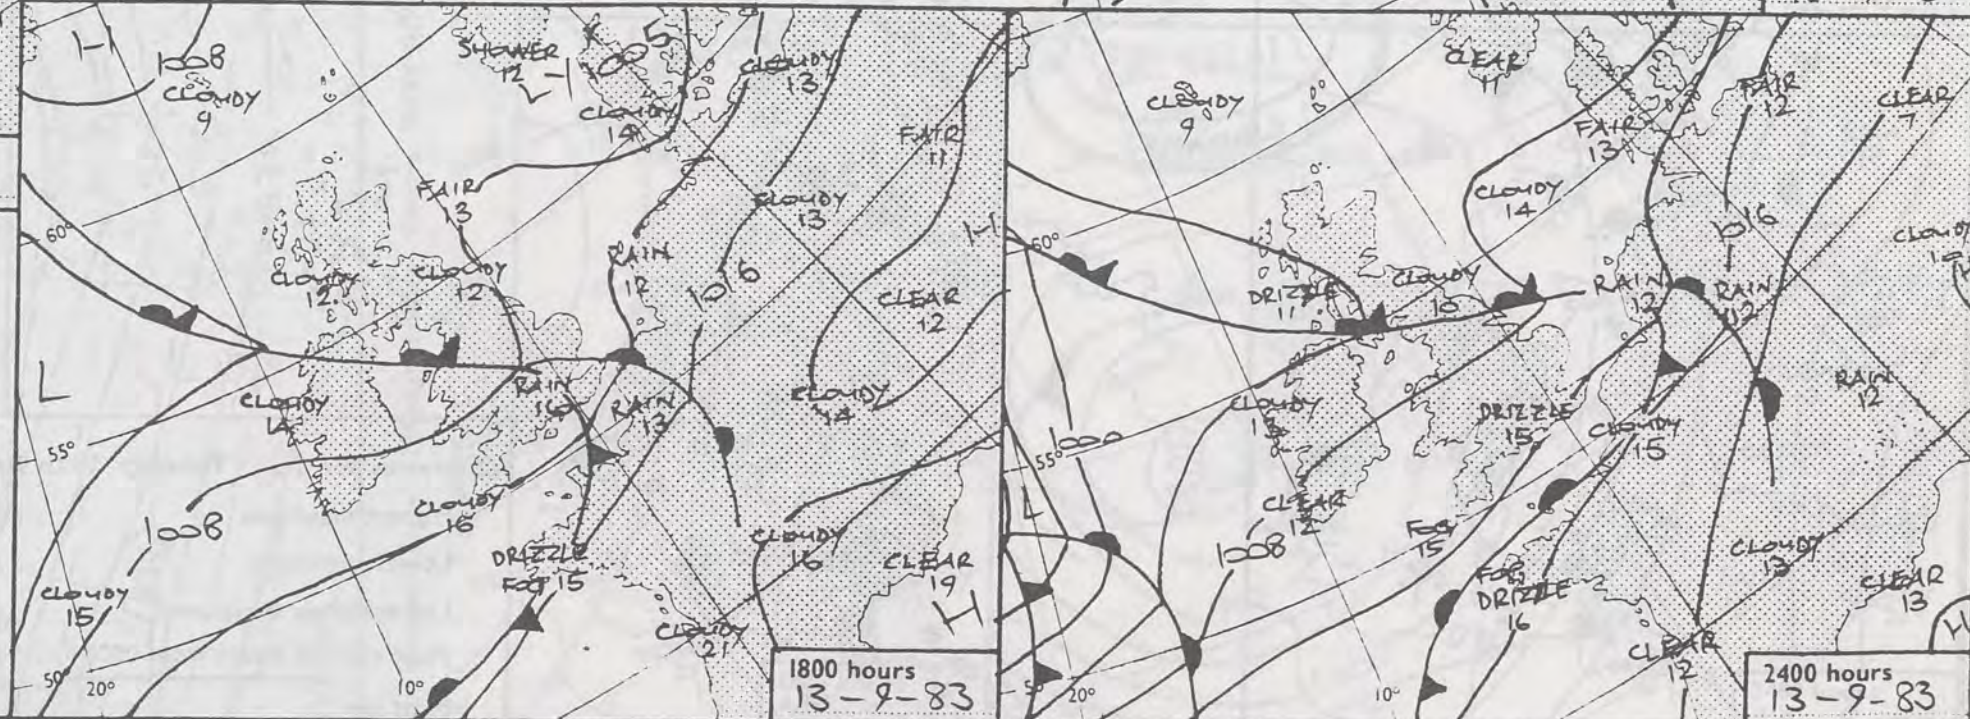 H
1008
CLOUDY
9
SHOWER
12
CLOUDY
13
CLOUDY
14
FAIR
11
FAIR
13
CLOUDY
13
60°
CLOUDY
12
CLOUDY
12
RAIN
12
1016
H
CLEAR
12
L
CLOUDY
14
RAIN
16
RAIN
13
CLOUDY
14
55°
1008
CLOUDY
16
CLOUDY
16
DRIZZLE
FOG 15
CLEAR
19
H
CLOUDY
15
CLOUDY
21
50°
20°
10°
1800 hours
13-9-83
CLEAR
11
CLOUDY
9
FAIR
12
CLEAR
7
FAIR
13
CLOUDY
14
1016
60°
CLOUDY
DRIZZLE
11
CLOUDY
10
RAIN
12
RAIN
12
RAIN
12
1000
55°
CLOUDY
DRIZZLE
15
CLOUDY
15
L
CLEAR
12
FOG
15
1008
CLOUDY
13
FOG
DRIZZLE
16
CLEAR
13
H
CLEAR
12
20°
10°
2400 hours
13-9-83